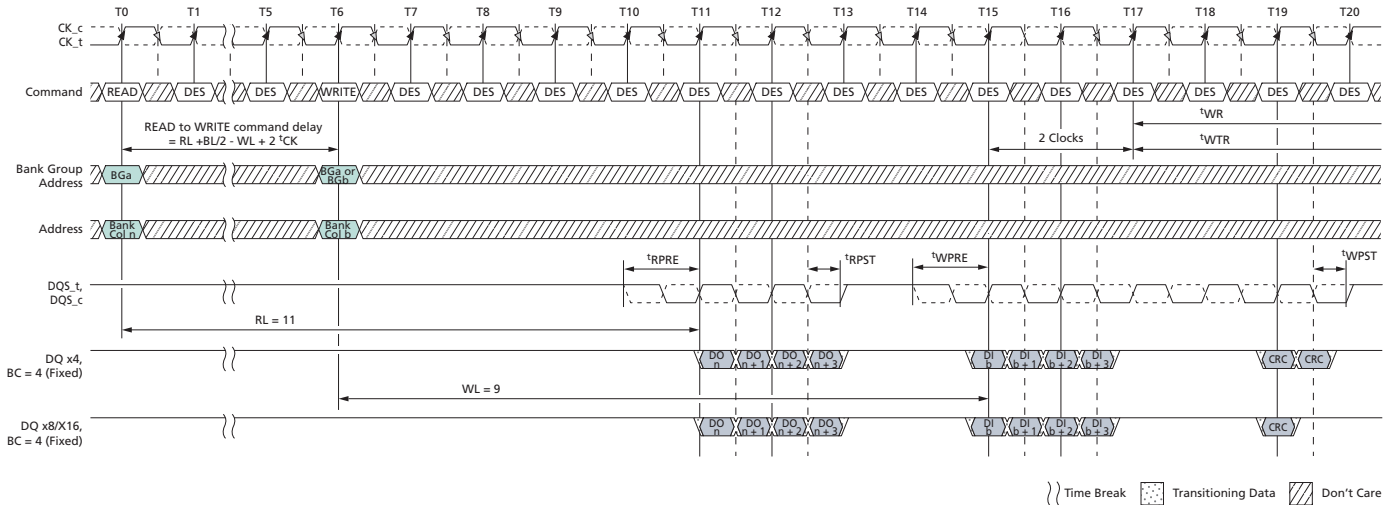 T0 T1 T5 T6 T7 T8 T9 T10 T11 T12 T13 T14 T15 T16 T17 T18 T19 T20
CK_c
CK_t
Command READ DES DES WRITE DES DES DES DES DES DES DES DES DES DES DES DES DES DES
READ to WRITE command delay
= RL +BL/2 - WL + 2 tCK
tWR
2 Clocks
tWTR
Bank Group
Address
BGa
BGa or
BGb
Address
Bank
Col n
Bank
Col b
tRPRE tRPST tWPRE tWPST
DQS_t,
DQS_c
RL = 11
DQ x4,
BC = 4 (Fixed)
DO DO DO DO DI DI DI DI
n n + 1 n + 2 n + 3 b b + 1 b + 2 b + 3
CRC CRC
WL = 9
DQ x8/X16,
BC = 4 (Fixed)
DO DO DO DO DI DI DI DI
n n + 1 n + 2 n + 3 b b + 1 b + 2 b + 3
CRC
Time Break Transitioning Data Don't Care